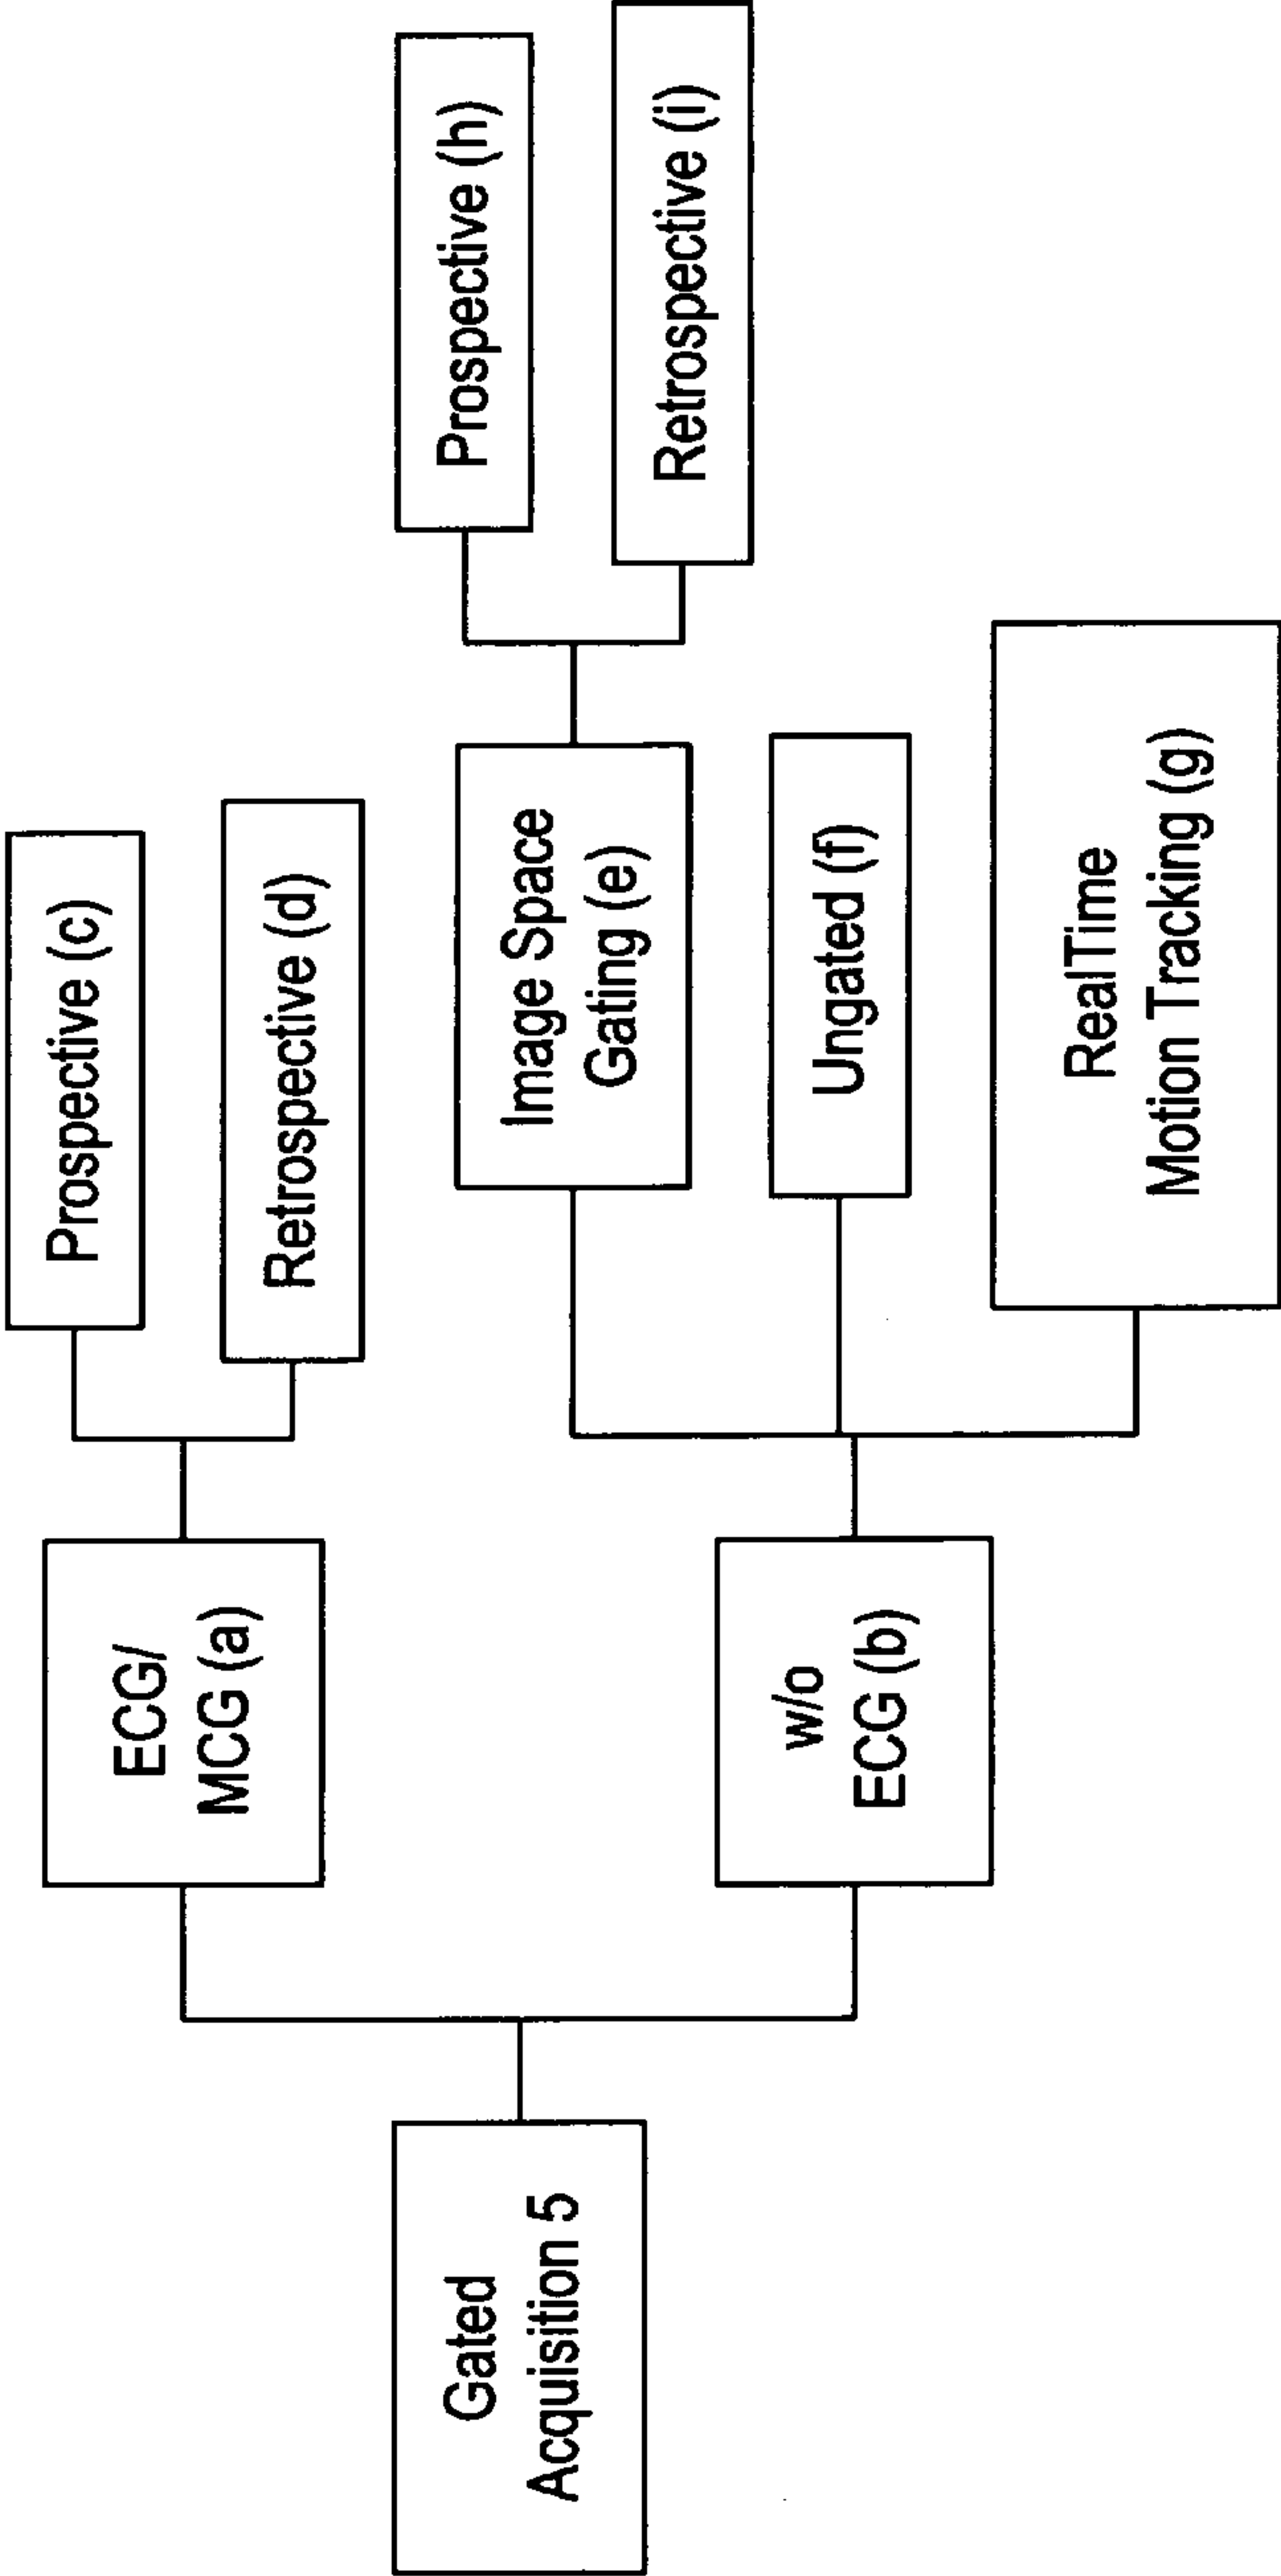 Gated
Acquisition 5
ECG/
MCG (a)
Prospective (c)
Retrospective (d)
w/o
ECG (b)
Image Space
Gating (e)
Prospective (h)
Retrospective (i)
Ungated (f)
RealTime
Motion Tracking (g)